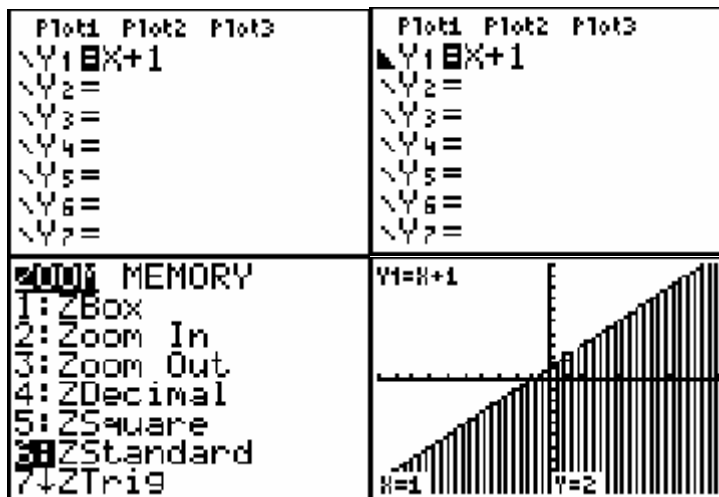 Plot1 Plot2 Plot3
\Y1=X+1
\Y2=
\Y3=
\Y4=
\Y5=
\Y6=
\Y7=
Plot1 Plot2 Plot3
Y1=X+1
\Y2=
\Y3=
\Y4=
\Y5=
\Y6=
\Y7=
ZOOM MEMORY
1:ZBox
2:Zoom In
3:Zoom Out
4:ZDecimal
5:ZSquare
6:ZStandard
7↓ZTrig
Y1=X+1
X=1 Y=2